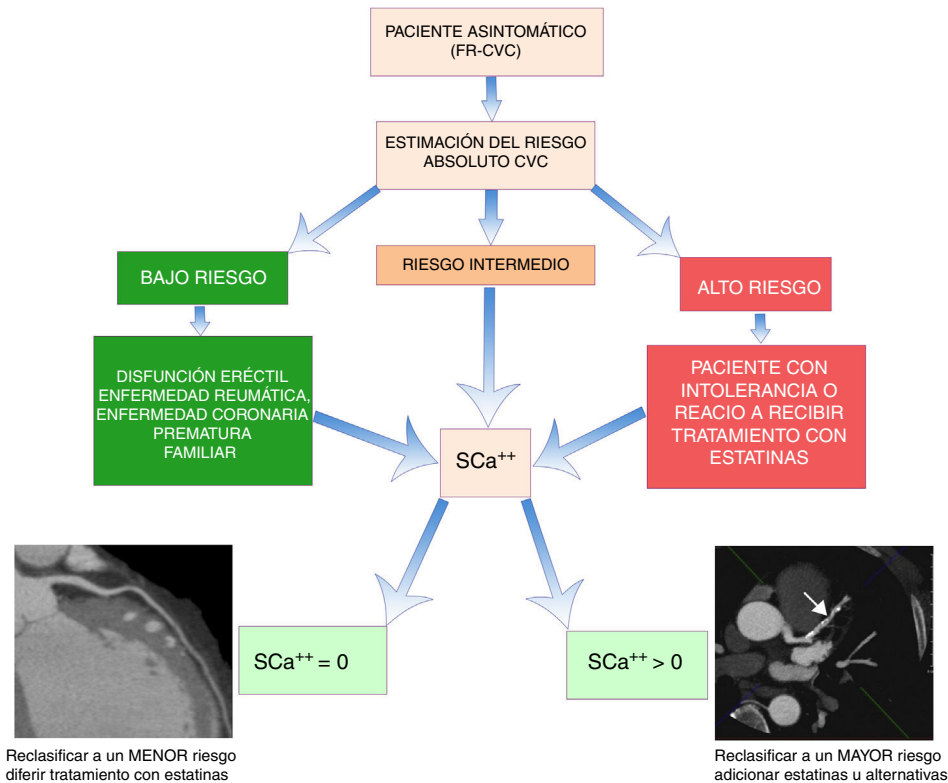 PACIENTE ASINTOMÁTICO
(FR-CVC)
ESTIMACIÓN DEL RIESGO
ABSOLUTO CVC
BAJO RIESGO
RIESGO INTERMEDIO
ALTO RIESGO
DISFUNCIÓN ERÉCTIL
ENFERMEDAD REUMÁTICA,
ENFERMEDAD CORONARIA
PREMATURA
FAMILIAR
PACIENTE CON
INTOLERANCIA O
REACIO A RECIBIR
TRATAMIENTO CON
ESTATINAS
SCa++
SCa++ = 0
SCa++ > 0
Reclasificar a un MENOR riesgo
diferir tratamiento con estatinas
Reclasificar a un MAYOR riesgo
adicionar estatinas u alternativas